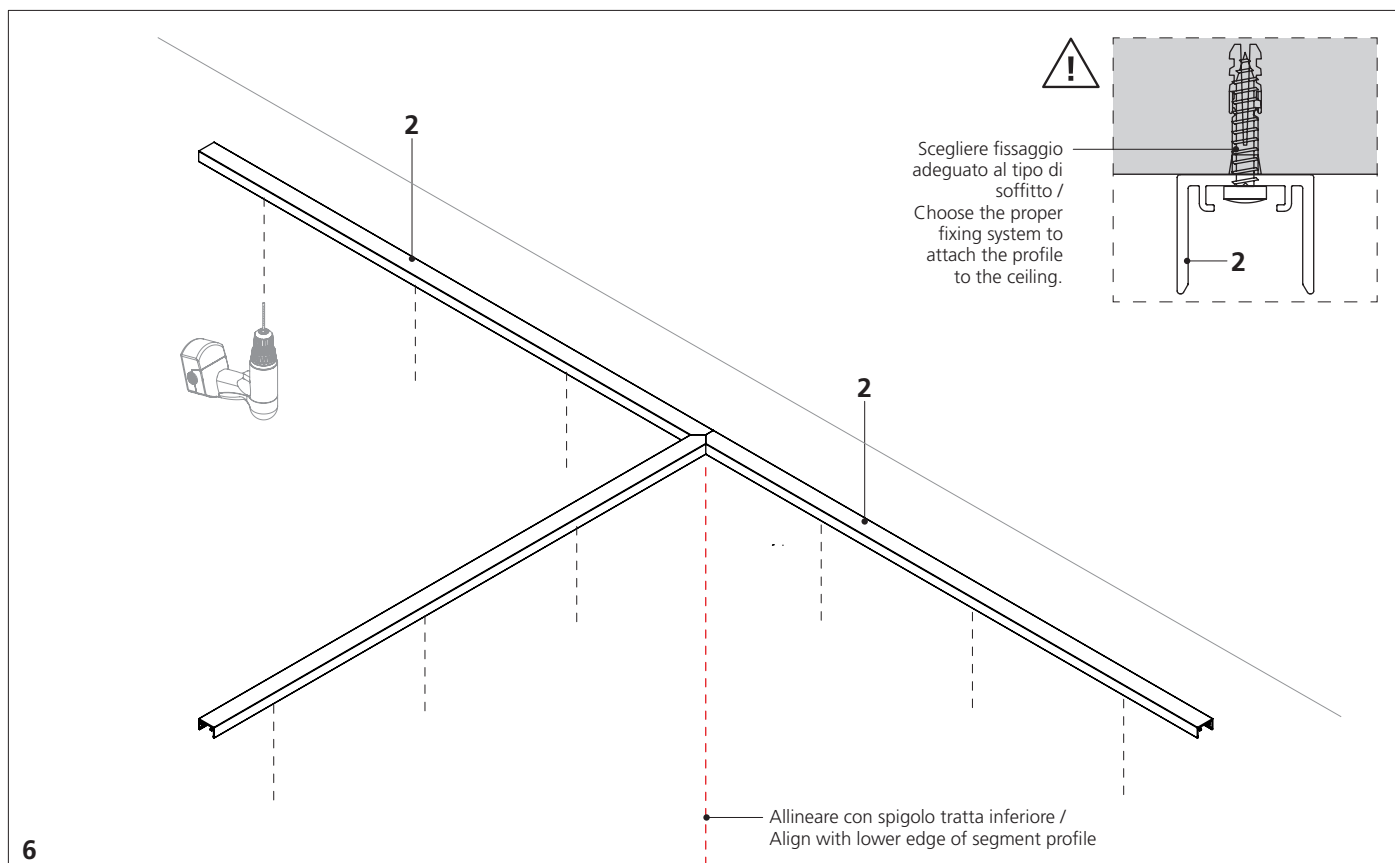 2
!
Scegliere fissaggio
adeguato al tipo di
soffitto /
Choose the proper
fixing system to
attach the profile
to the ceiling.
2
2
Allineare con spigolo tratta inferiore /
Align with lower edge of segment profile
6